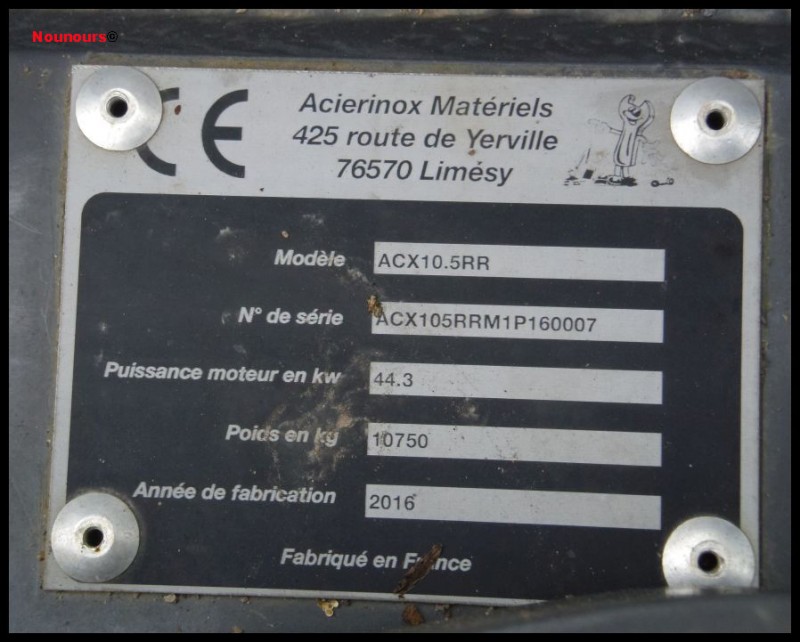 Nounours@
CE
Acierinox Matériels
425 route de Yerville
76570 Limésy
Modèle ACX10.5RR
N° de série ACX105RRM1P160007
Puissance moteur en kw 44.3
Poids en kg 10750
Année de fabrication 2016
Fabriqué en France